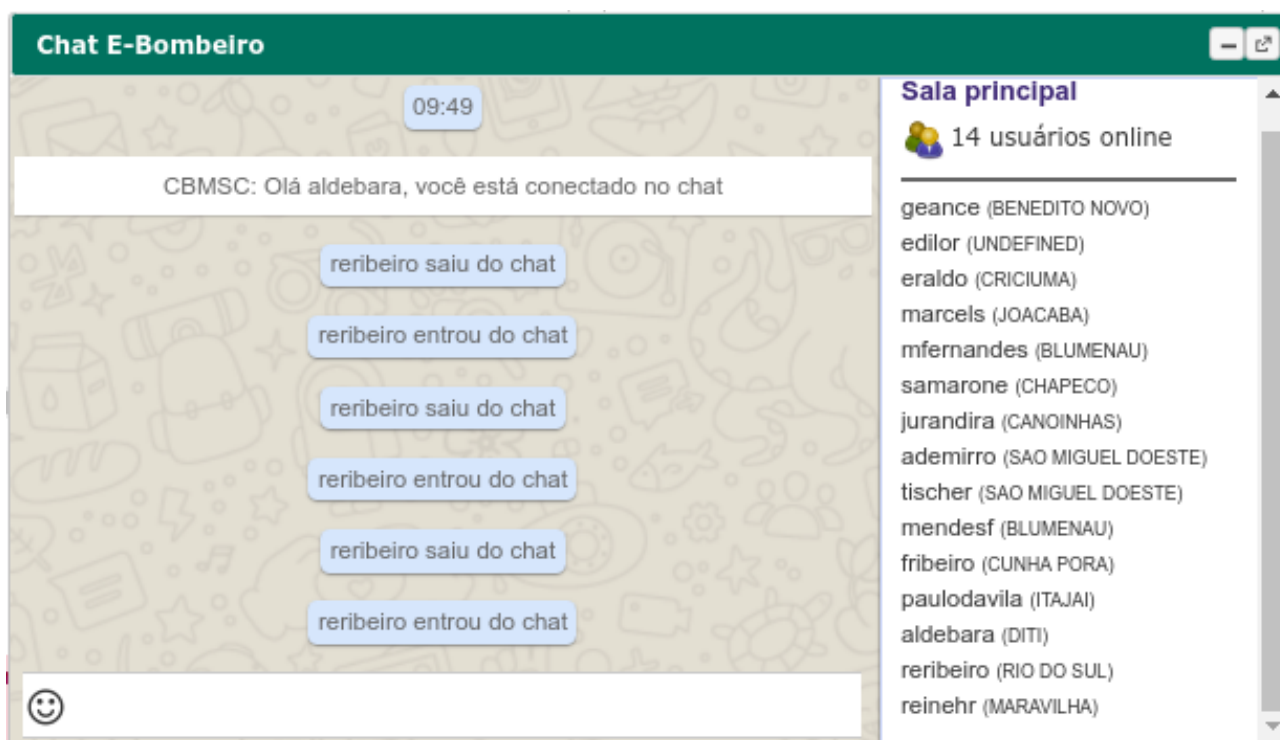 Chat E-Bombeiro
09:49
CBMSC: Olá aldebara, você está conectado no chat
reribeiro saiu do chat
reribeiro entrou do chat
reribeiro saiu do chat
reribeiro entrou do chat
reribeiro saiu do chat
reribeiro entrou do chat
Sala principal
14 usuários online
geance (BENEDITO NOVO)
edilor (UNDEFINED)
eraldo (CRICIUMA)
marcels (JOACABA)
mfernandes (BLUMENAU)
samarone (CHAPECO)
jurandira (CANOINHAS)
ademirro (SAO MIGUEL DOESTE)
tischer (SAO MIGUEL DOESTE)
mendesf (BLUMENAU)
fribeiro (CUNHA PORA)
paulodavila (ITAJAI)
aldebara (DITI)
reribeiro (RIO DO SUL)
reinehr (MARAVILHA)